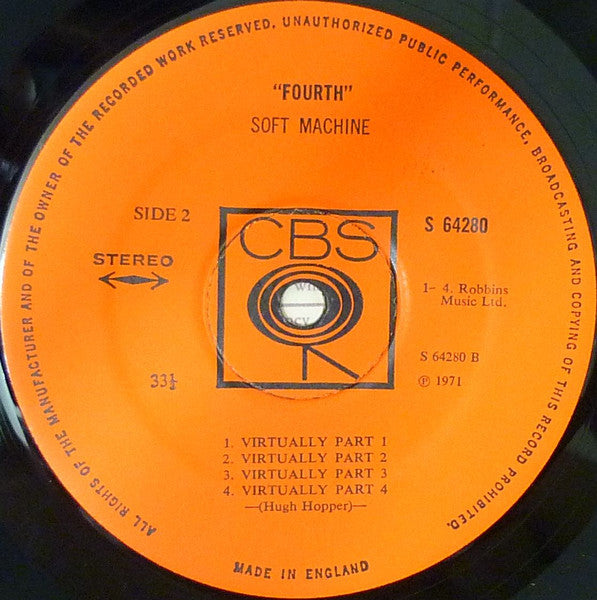 ALL RIGHTS OF THE MANUFACTURER AND OF THE OWNER OF THE RECORDED WORK RESERVED. UNAUTHORIZED PUBLIC PERFORMANCE, BROADCASTING AND COPYING OF THIS RECORD PROHIBITED.
"FOURTH"
SOFT MACHINE
SIDE 2
CBS
S 64280
STEREO
1- 4. Robbins
Music Ltd.
S 64280 B
33⅓
Ⓟ 1971
1. VIRTUALLY PART 1
2. VIRTUALLY PART 2
3. VIRTUALLY PART 3
4. VIRTUALLY PART 4
—(Hugh Hopper)—
MADE IN ENGLAND